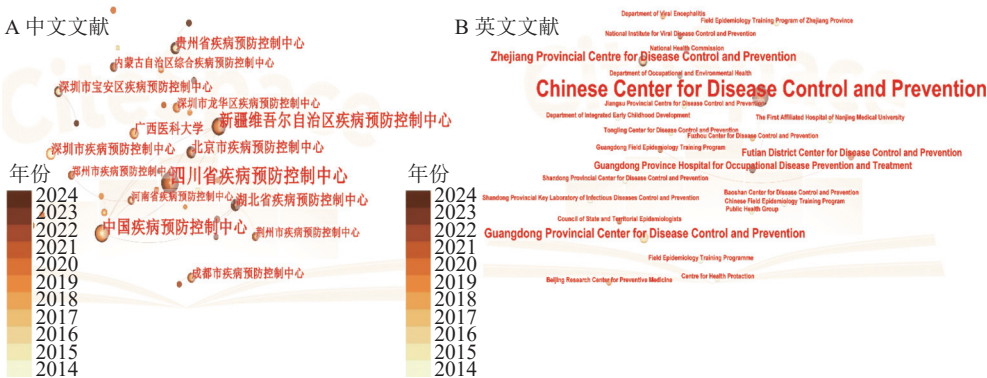 A 中文文献
贵州省疾病预防控制中心
内蒙古自治区综合疾病预防控制中心
深圳市宝安区疾病预防控制中心
深圳市龙华区疾病预防控制中心
新疆维吾尔自治区疾病预防控制中心
广西医科大学
深圳市疾病预防控制中心
北京市疾病预防控制中心
郑州市疾病预防控制中心
四川省疾病预防控制中心
河南省疾病预防控制中心
湖北省疾病预防控制中心
中国疾病预防控制中心
荆州市疾病预防控制中心
成都市疾病预防控制中心
年份
2024
2023
2022
2021
2020
2019
2018
2017
2016
2015
2014
B 英文文献
Department of Viral Encephalitis
Field Epidemiology Training Program of Zhejiang Province
National Institute for Viral Disease Control and Prevention
National Health Commission
Zhejiang Provincial Centre for Disease Control and Prevention
Department of Occupational and Environmental Health
Chinese Center for Disease Control and Prevention
Jiangsu Provincial Centre for Disease Control and Prevention
Department of Integrated Early Childhood Development
The First Affiliated Hospital of Nanjing Medical University
Tongling Center for Disease Control and Prevention
Fuzhou Center for Disease Control and Prevention
Guangdong Field Epidemiology Training Program
Futian District Center for Disease Control and Prevention
Guangdong Province Hospital for Occupational Disease Prevention and Treatment
Shandong Provincial Center for Disease Control and Prevention
Baoshan Center for Disease Control and Prevention
Shandong Provincial Key Laboratory of Infectious Diseases Control and Prevention
Chinese Field Epidemiology Training Program
Public Health Group
Council of State and Territorial Epidemiologists
Guangdong Provincial Center for Disease Control and Prevention
Field Epidemiology Training Programme
Beijing Research Center for Preventive Medicine
Centre for Health Protection
年份
2024
2023
2022
2021
2020
2019
2018
2017
2016
2015
2014